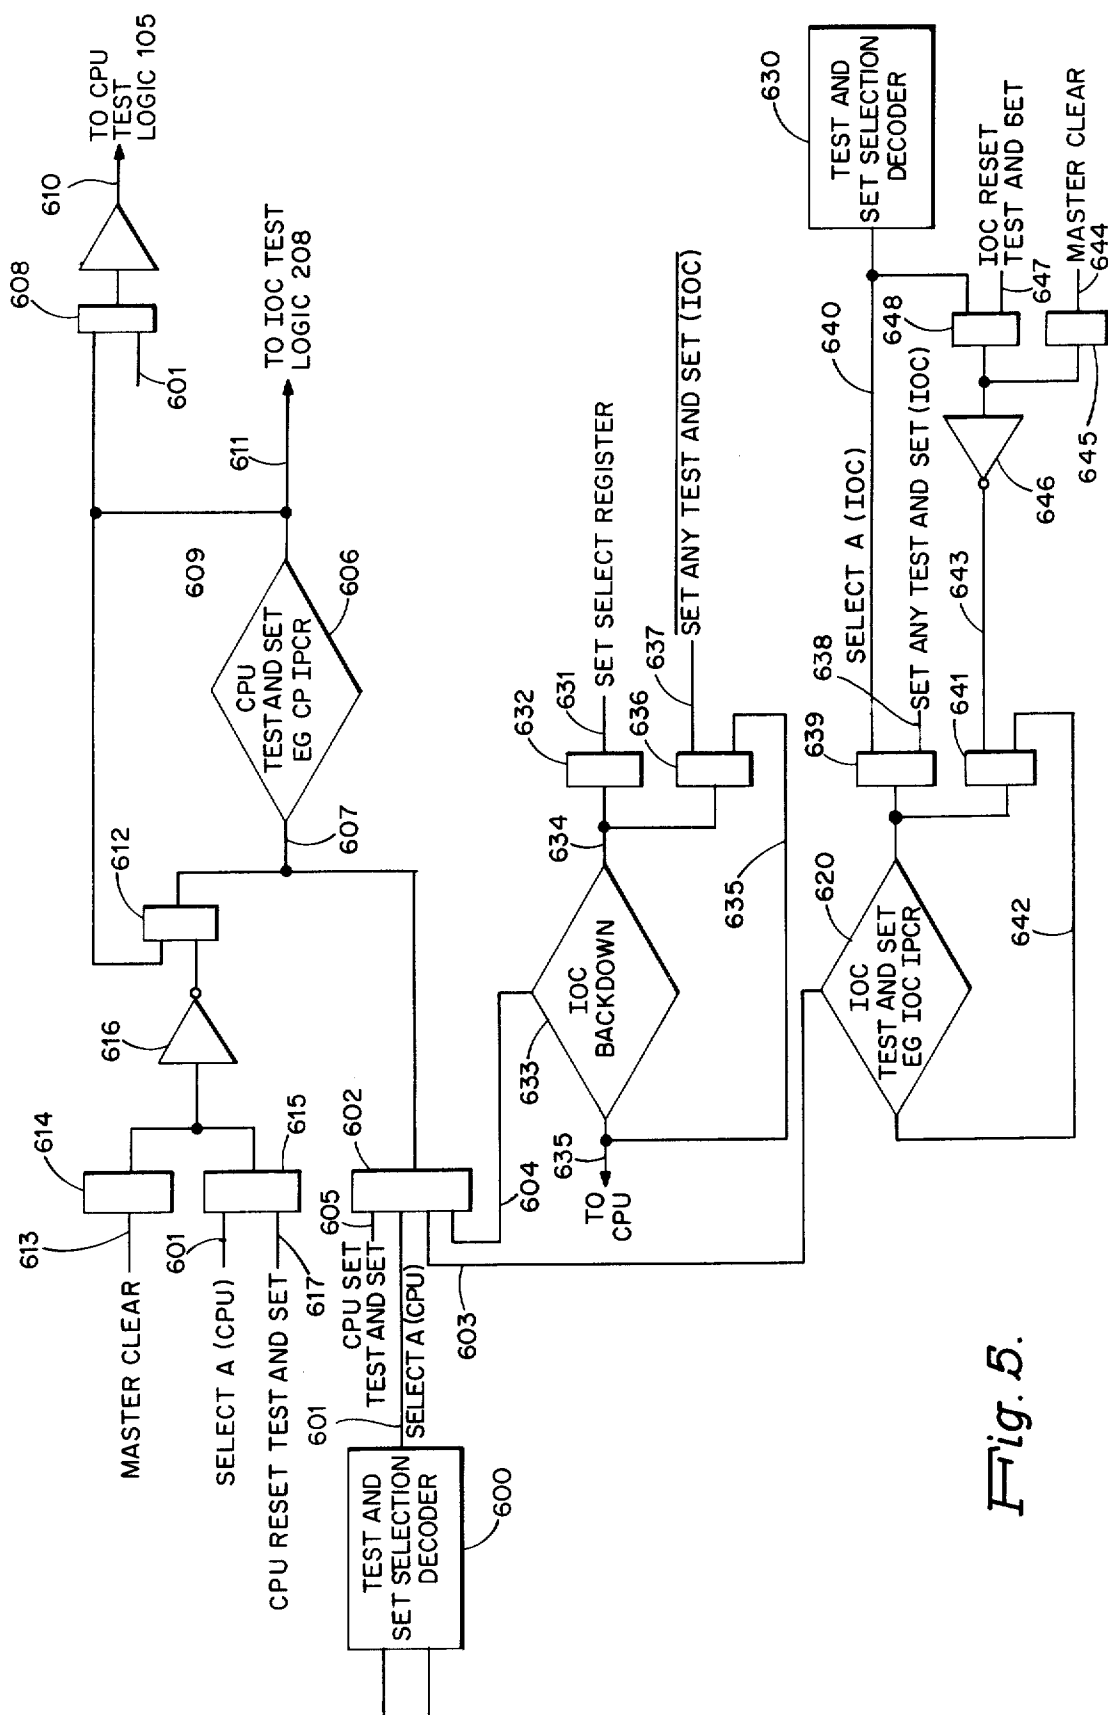 TO CPU
TEST
LOGIC 105
610
608
601
TO IOC TEST
LOGIC 208
611
609
606
CPU
TEST AND SET
EG CP IPCR
607
612
616
614
615
613
601
617
MASTER CLEAR
SELECT A (CPU)
CPU RESET TEST AND SET
602
605
CPU SET
TEST AND SET
601
SELECT A (CPU)
603
604
TEST AND
SET SELECTION
DECODER
600
SET SELECT REGISTER
631
632
SET ANY TEST AND SET (IOC)
637
636
634
635
IOC
BACKDOWN
633
635
TO
CPU
TEST AND
SET SELECTION
DECODER
630
640
SELECT A (IOC)
638
SET ANY TEST AND SET (IOC)
639
641
643
IOC RESET
TEST AND 6ET
647
648
MASTER CLEAR
644
645
646
620
IOC
TEST AND SET
EG IOC IPCR
642
Fig. 5.